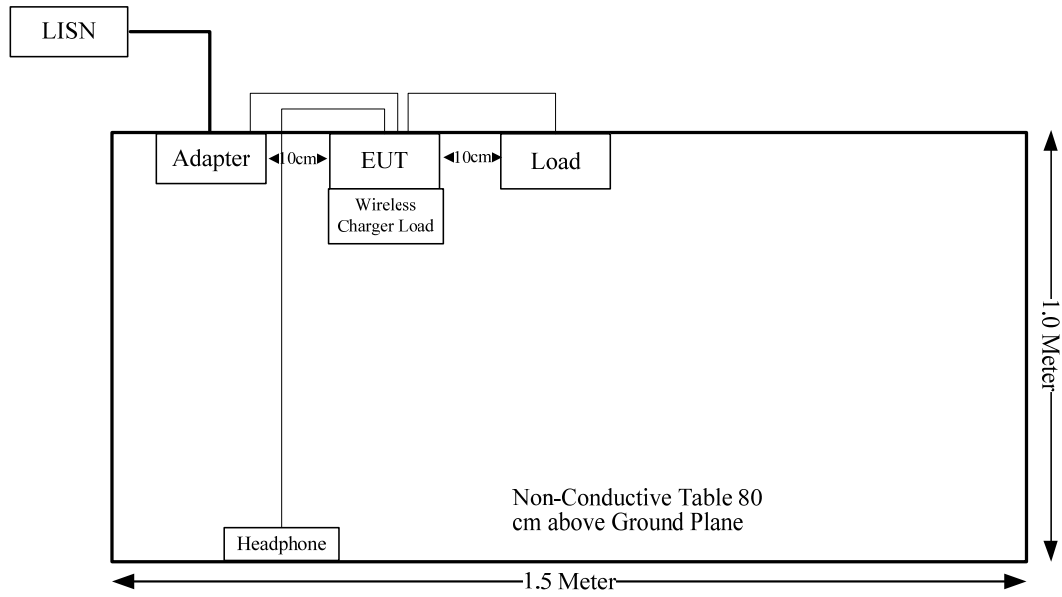 LISN
Adapter
10cm
EUT
10cm
Load
Wireless
Charger Load
1.0 Meter
Non-Conductive Table 80
cm above Ground Plane
Headphone
1.5 Meter